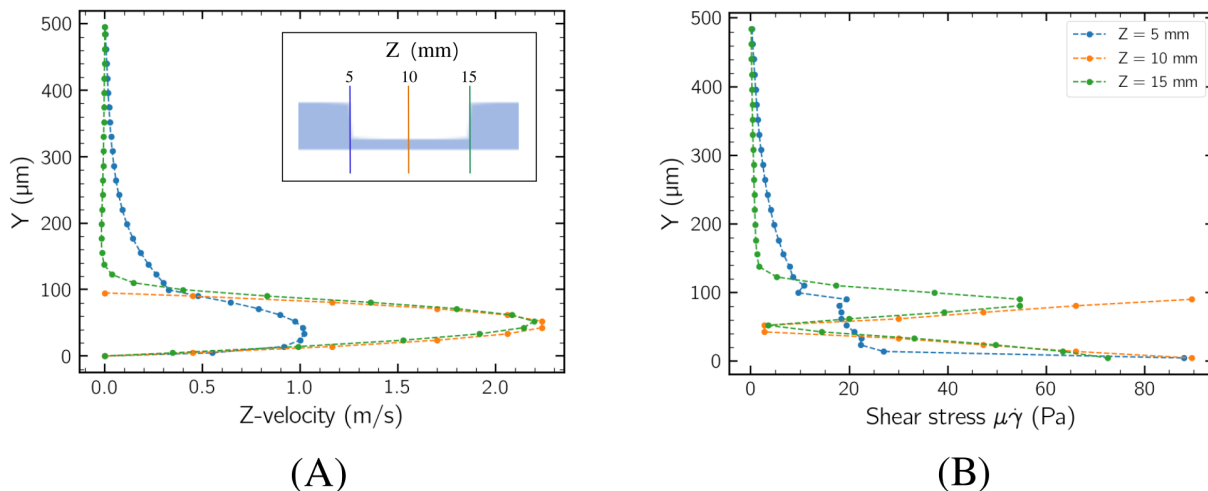 500
400
300
200
100
0
Y (μm)
0.0 0.5 1.0 1.5 2.0
Z-velocity (m/s)
Z (mm)
5 10 15
(A)
500
400
300
200
100
0
Y (μm)
0 20 40 60 80
Shear stress μγ̇ (Pa)
Z = 5 mm
Z = 10 mm
Z = 15 mm
(B)